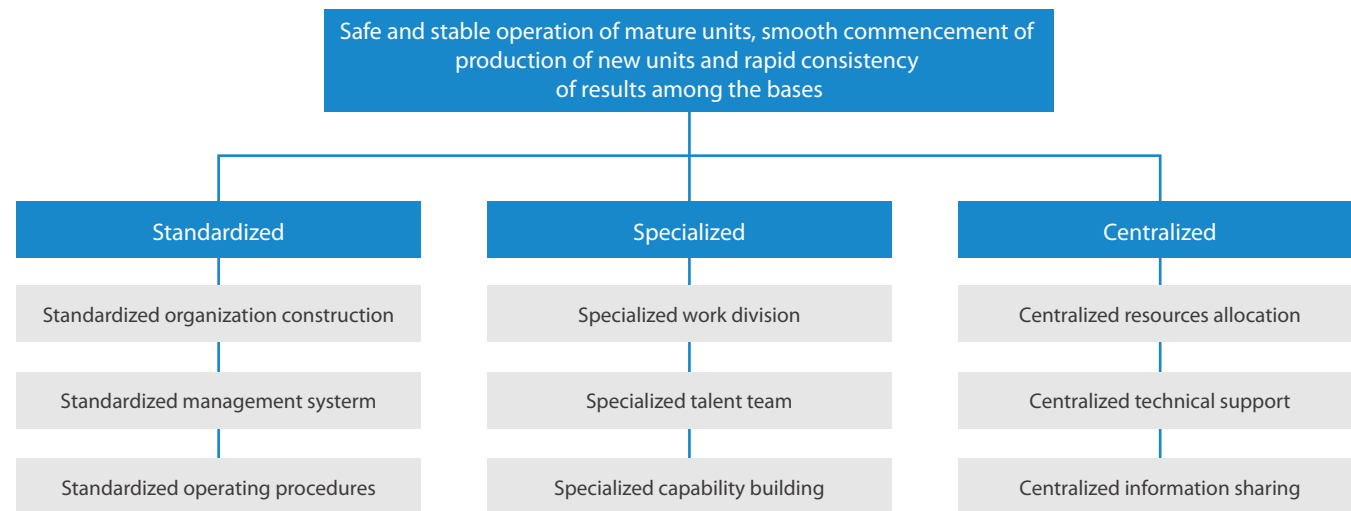 Safe and stable operation of mature units, smooth commencement of
production of new units and rapid consistency
of results among the bases
Standardized
Specialized
Centralized
Standardized organization construction
Specialized work division
Centralized resources allocation
Standardized management systerm
Specialized talent team
Centralized technical support
Standardized operating procedures
Specialized capability building
Centralized information sharing